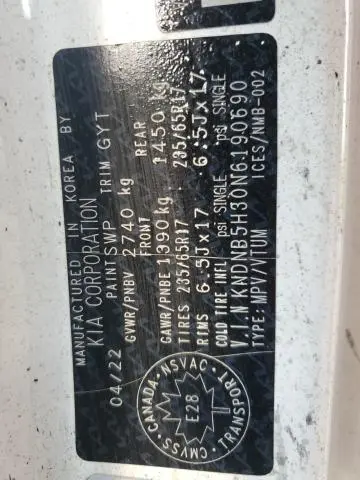 MANUFACTURED IN KOREA BY
KIA CORPORATION
PAINT SWP TRIM GYT
04/22
GVWR/PNBV 2740 kg
FRONT REAR
GAWR/PNBE 1390 kg 1450 kg
TIRES 235/65R17 235/65R17
RIMS 6.5Jx17 6.5Jx17
COLD TIRE INFL psi SINGLE psi SINGLE
V.I.N KNDNB5H30N6190690
TYPE: MPV/VTUM ICES/NMB-002
CANADA NSVAC
E28
CMVSS TRANSPORT